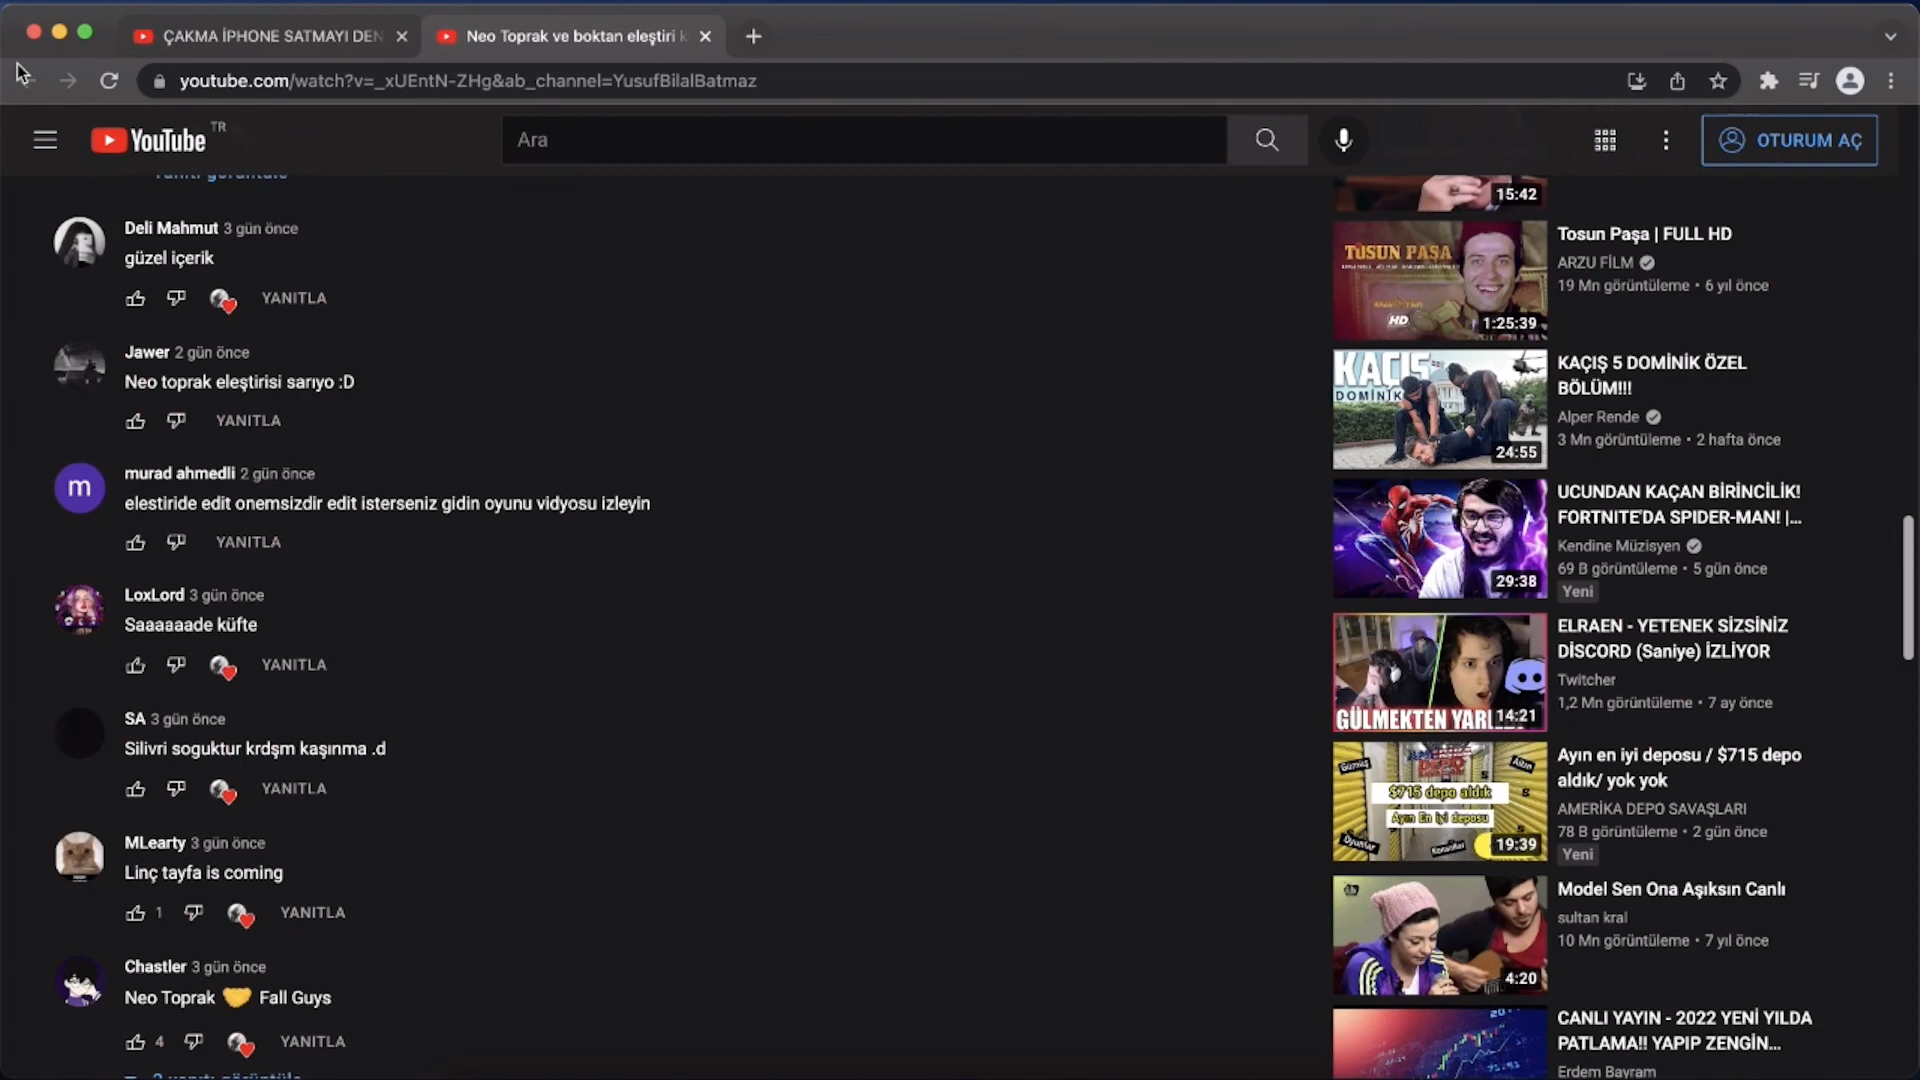 ÇAKMA İPHONE SATMAYI DEN
Neo Toprak ve boktan eleştiri k
youtube.com/watch?v=_xUEntN-ZHg&ab_channel=YusufBilalBatmaz
YouTube TR
Ara
OTURUM AÇ
Yanıtı görüntüle
Deli Mahmut 3 gün önce
güzel içerik
YANITLA
Jawer 2 gün önce
Neo toprak eleştirisi sarıyo :D
YANITLA
murad ahmedli 2 gün önce
elestiride edit onemsizdir edit isterseniz gidin oyunu vidyosu izleyin
YANITLA
LoxLord 3 gün önce
Saaaaaade küfte
YANITLA
SA 3 gün önce
Silivri soguktur krdşm kaşınma .d
YANITLA
MLearty 3 gün önce
Linç tayfa is coming
1 YANITLA
Chastler 3 gün önce
Neo Toprak 🤝 Fall Guys
4 YANITLA
15:42
TOSUN PAŞA
HD
1:25:39
Tosun Paşa | FULL HD
ARZU FİLM
19 Mn görüntüleme • 6 yıl önce
KAÇIŞ
DOMİNİK
24:55
KAÇIŞ 5 DOMİNİK ÖZEL
BÖLÜM!!!
Alper Rende
3 Mn görüntüleme • 2 hafta önce
29:38
UCUNDAN KAÇAN BİRİNCİLİK!
FORTNITE'DA SPIDER-MAN! |...
Kendine Müzisyen
69 B görüntüleme • 5 gün önce
Yeni
GÜLMEKTEN YARI
14:21
ELRAEN - YETENEK SİZSİNİZ
DİSCORD (Saniye) İZLİYOR
Twitcher
1,2 Mn görüntüleme • 7 ay önce
Gümüş
DEPO
Altın
$715 depo aldık
Ayın En iyi deposu
Oyunlar
19:39
Ayın en iyi deposu / $715 depo
aldık/ yok yok
AMERİKA DEPO SAVAŞLARI
78 B görüntüleme • 2 gün önce
Yeni
4:20
Model Sen Ona Aşıksın Canlı
sultan kral
10 Mn görüntüleme • 7 yıl önce
CANLI YAYIN - 2022 YENİ YILDA
PATLAMA!! YAPIP ZENGİN...
Erdem Bayram